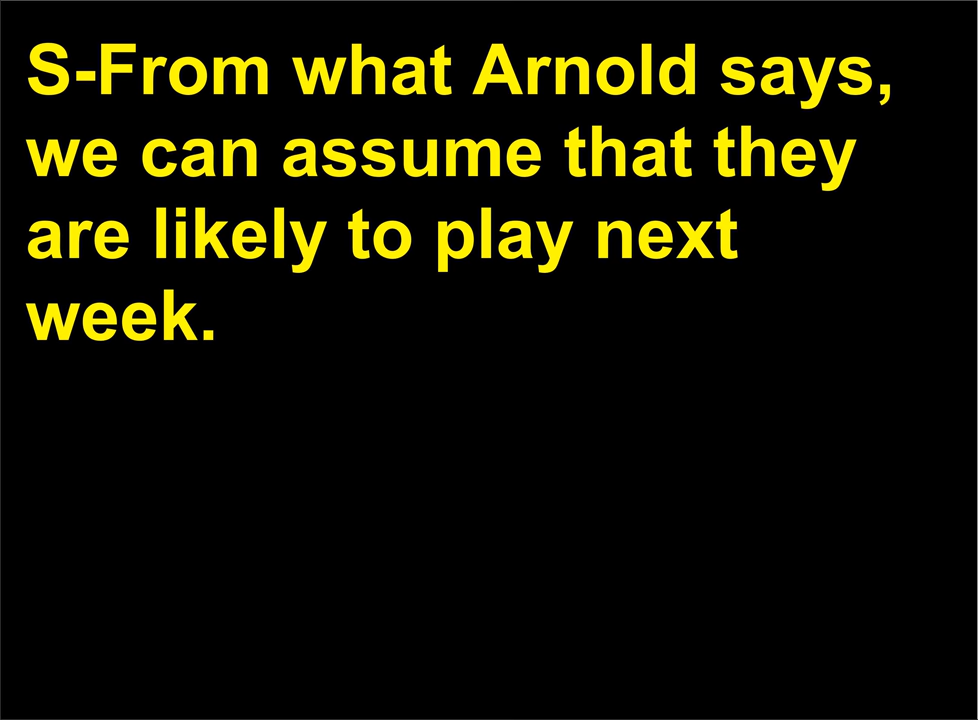 S-From what Arnold says,
we can assume that they
are likely to play next
week.